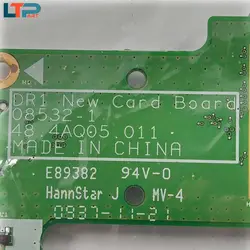 LTP
DR1 New Card Board
08532-1
48.4AQ05.011
MADE IN CHINA
E89382 94V-0
HannStar J MV-4
0937-11-21